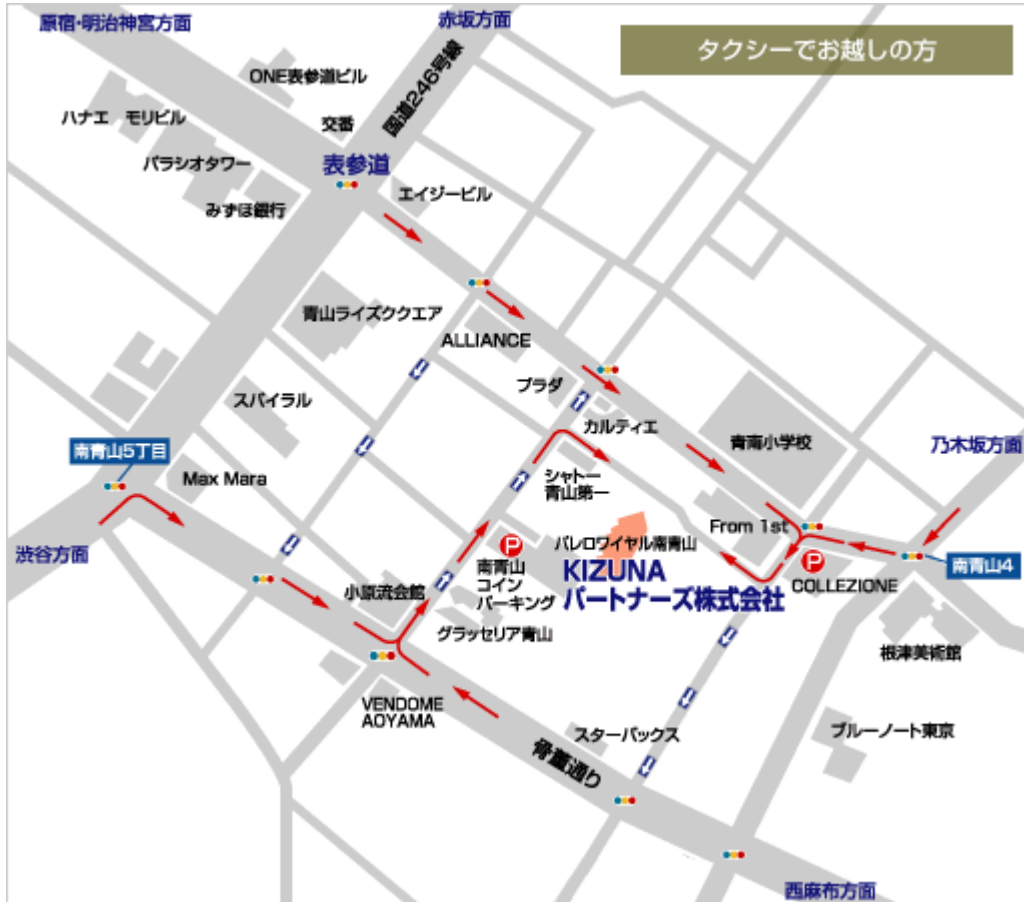 原宿・明治神宮方面
赤坂方面
タクシーでお越しの方
ONE表参道ビル
国道246号線
ハナエ モリビル
交番
パラシオタワー
表参道
みずほ銀行
エイジービル
青山ライズククエア
ALLIANCE
プラダ
スパイラル
カルティエ
青南小学校
乃木坂方面
南青山5丁目
Max Mara
シャトー
青山第一
From 1st
渋谷方面
P
パレロワイヤル南青山
P
南青山4
南青山
コイン
パーキング
KIZUNA
パートナーズ株式会社
COLLEZIONE
小原流会館
グラッセリア青山
根津美術館
VENDOME
AOYAMA
スターバックス
ブルーノート東京
骨董通り
西麻布方面